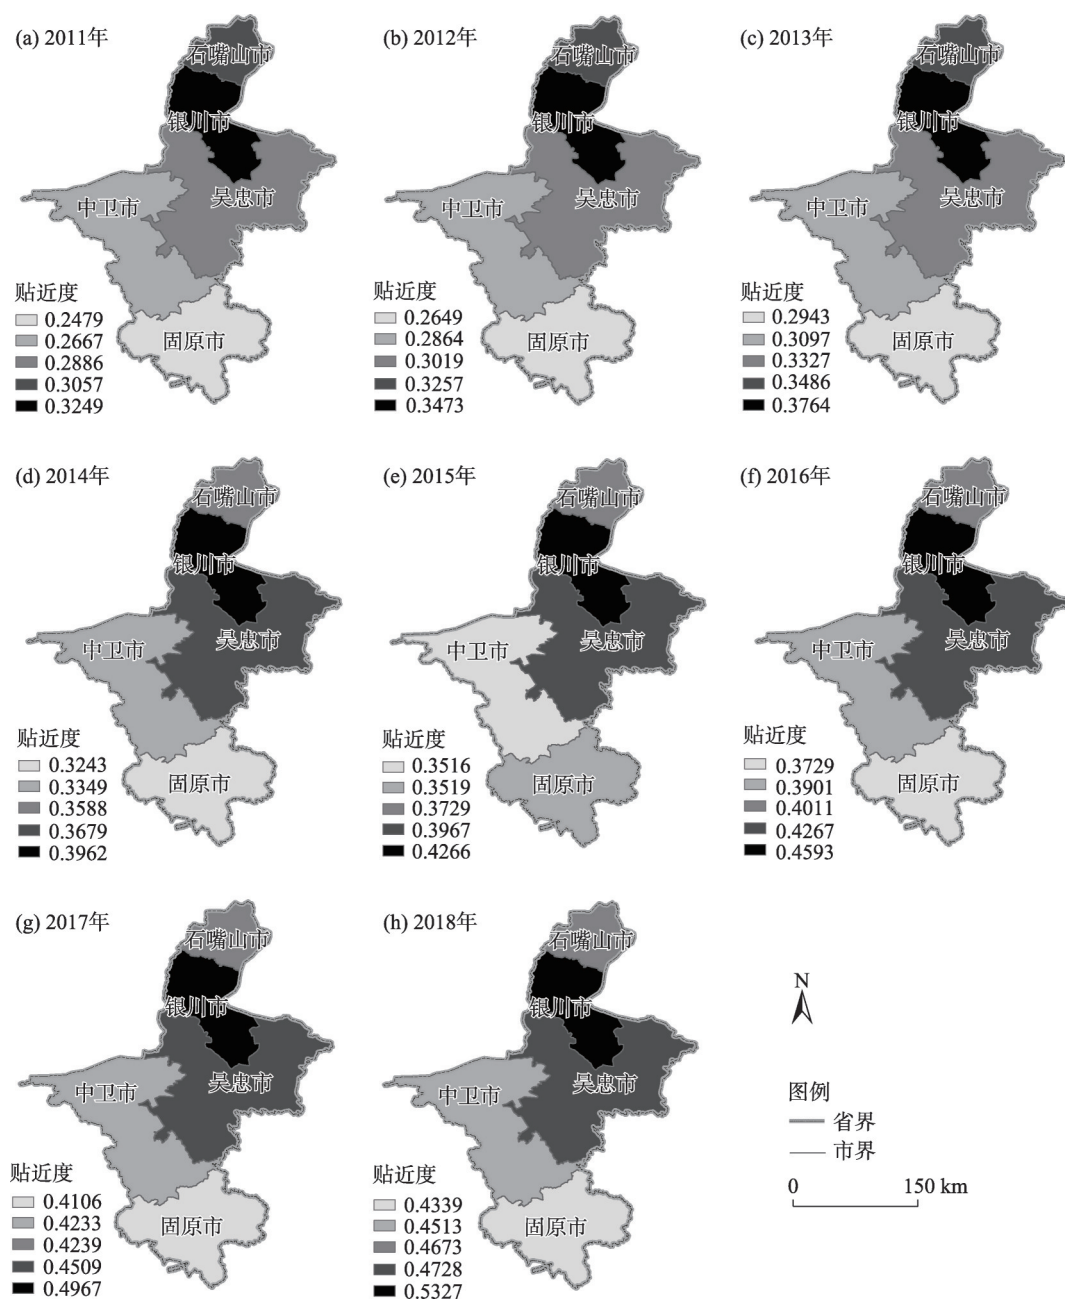 (a) 2011年
石嘴山市
银川市
吴忠市
中卫市
固原市
贴近度
0.2479
0.2667
0.2886
0.3057
0.3249
(b) 2012年
石嘴山市
银川市
吴忠市
中卫市
固原市
贴近度
0.2649
0.2864
0.3019
0.3257
0.3473
(c) 2013年
石嘴山市
银川市
吴忠市
中卫市
固原市
贴近度
0.2943
0.3097
0.3327
0.3486
0.3764
(d) 2014年
石嘴山市
银川市
吴忠市
中卫市
固原市
贴近度
0.3243
0.3349
0.3588
0.3679
0.3962
(e) 2015年
石嘴山市
银川市
吴忠市
中卫市
固原市
贴近度
0.3516
0.3519
0.3729
0.3967
0.4266
(f) 2016年
石嘴山市
银川市
吴忠市
中卫市
固原市
贴近度
0.3729
0.3901
0.4011
0.4267
0.4593
(g) 2017年
石嘴山市
银川市
吴忠市
中卫市
固原市
贴近度
0.4106
0.4233
0.4239
0.4509
0.4967
(h) 2018年
石嘴山市
银川市
吴忠市
中卫市
固原市
贴近度
0.4339
0.4513
0.4673
0.4728
0.5327
N
图例
省界
市界
0 150 km